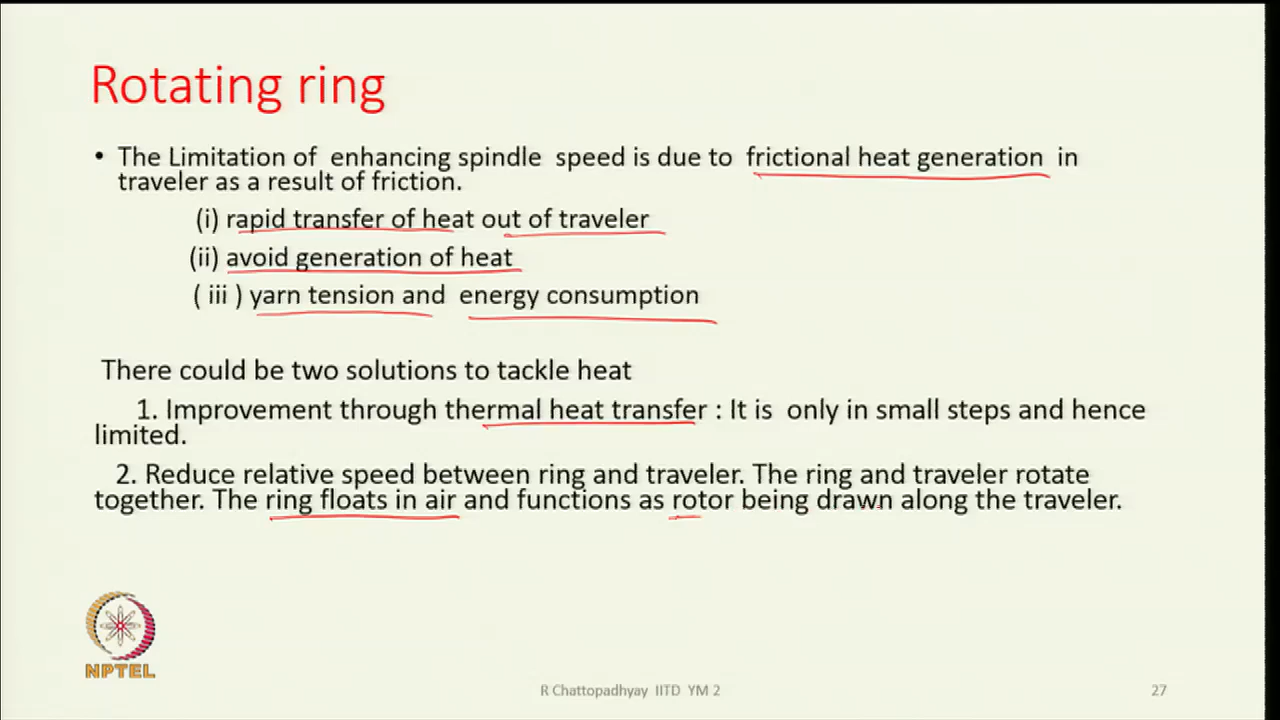 Rotating ring
• The Limitation of enhancing spindle speed is due to frictional heat generation in
traveler as a result of friction.
(i) rapid transfer of heat out of traveler
(ii) avoid generation of heat
( iii ) yarn tension and energy consumption
There could be two solutions to tackle heat
1. Improvement through thermal heat transfer : It is only in small steps and hence
limited.
2. Reduce relative speed between ring and traveler. The ring and traveler rotate
together. The ring floats in air and functions as rotor being drawn along the traveler.
NPTEL
R Chattopadhyay IITD YM 2
27